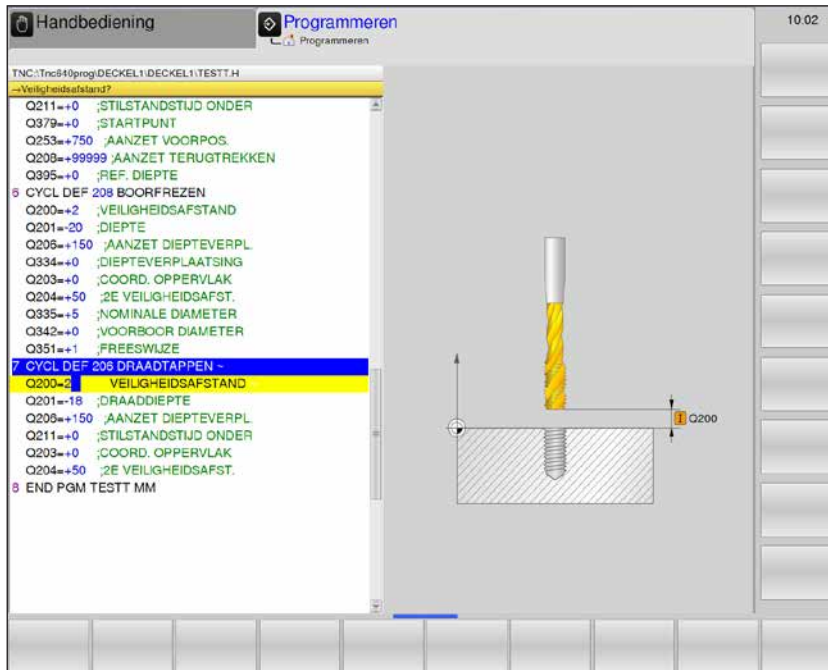 Handbediening
Programmeren
Programmeren
10.02
TNC:\Tnc640prog\DECKEL1\DECKEL1\TESTT.H
→Veiligheidsafstand?
Q211=+0 ;STILSTANDSTIJD ONDER
Q379=+0 ;STARTPUNT
Q253=+750 ;AANZET VOORPOS.
Q208=+99999 ;AANZET TERUGTREKKEN
Q395=+0 ;REF. DIEPTE
6 CYCL DEF 208 BOORFREZEN
Q200=+2 ;VEILIGHEIDSAFSTAND
Q201=-20 ;DIEPTE
Q206=+150 ;AANZET DIEPTEVERPL.
Q334=+0 ;DIEPTEVERPLAATSING
Q203=+0 ;COORD. OPPERVLAK
Q204=+50 ;2E VEILIGHEIDSAFST.
Q335=+5 ;NOMINALE DIAMETER
Q342=+0 ;VOORBOOR DIAMETER
Q351=+1 ;FREESWIJZE
7 CYCL DEF 206 DRAADTAPPEN ~
Q200=2 VEILIGHEIDSAFSTAND
Q201=-18 ;DRAADDIEPTE
Q206=+150 ;AANZET DIEPTEVERPL.
Q211=+0 ;STILSTANDSTIJD ONDER
Q203=+0 ;COORD. OPPERVLAK
Q204=+50 ;2E VEILIGHEIDSAFST.
8 END PGM TESTT MM
Q200